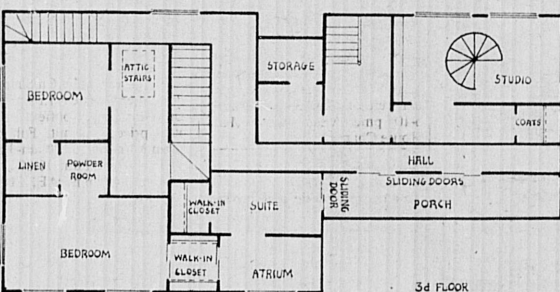 ATTIC
STAIRS
STORAGE
STUDIO
BEDROOM
COATS
LINEN
POWDER
ROOM
HALL
SLIDING DOORS
SLIDING
DOOR
PORCH
WALK-IN
CLOSET
SUITE
BEDROOM
WALK-IN
CLOSET
ATRIUM
3d FLOOR